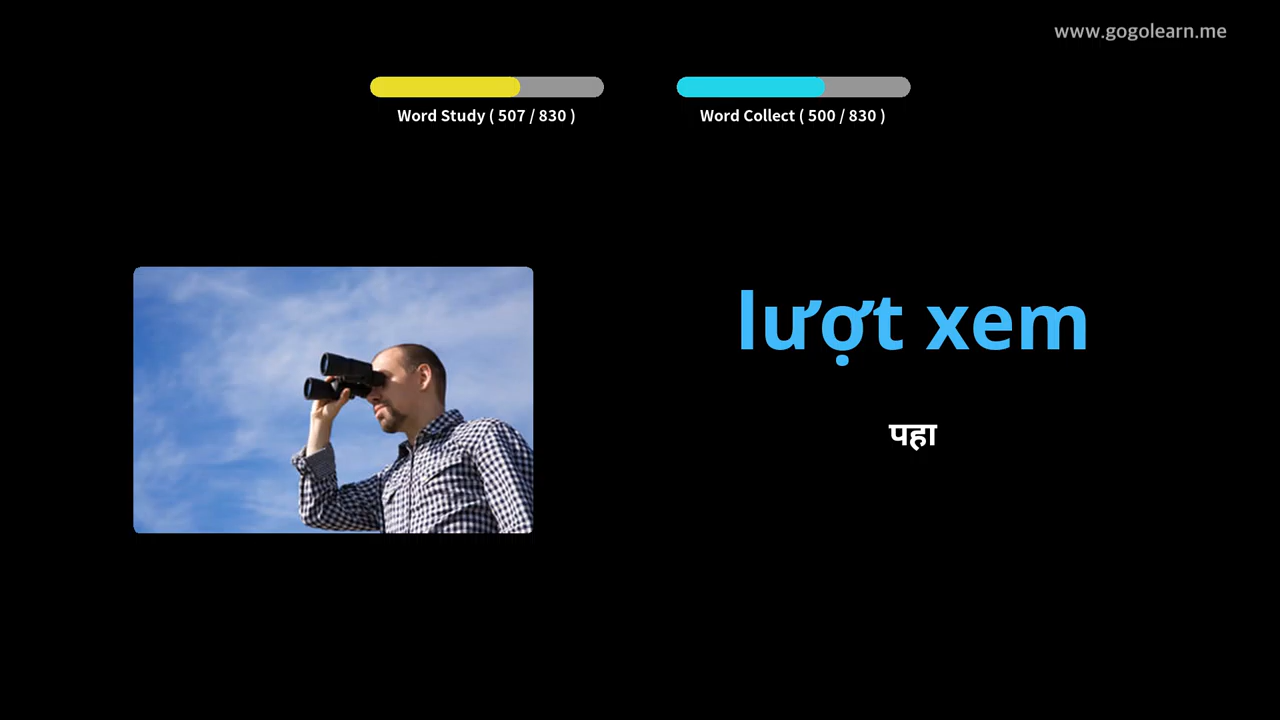 www.gogolearn.me
Word Study ( 507 / 830 )
Word Collect ( 500 / 830 )
lượt xem
पहा